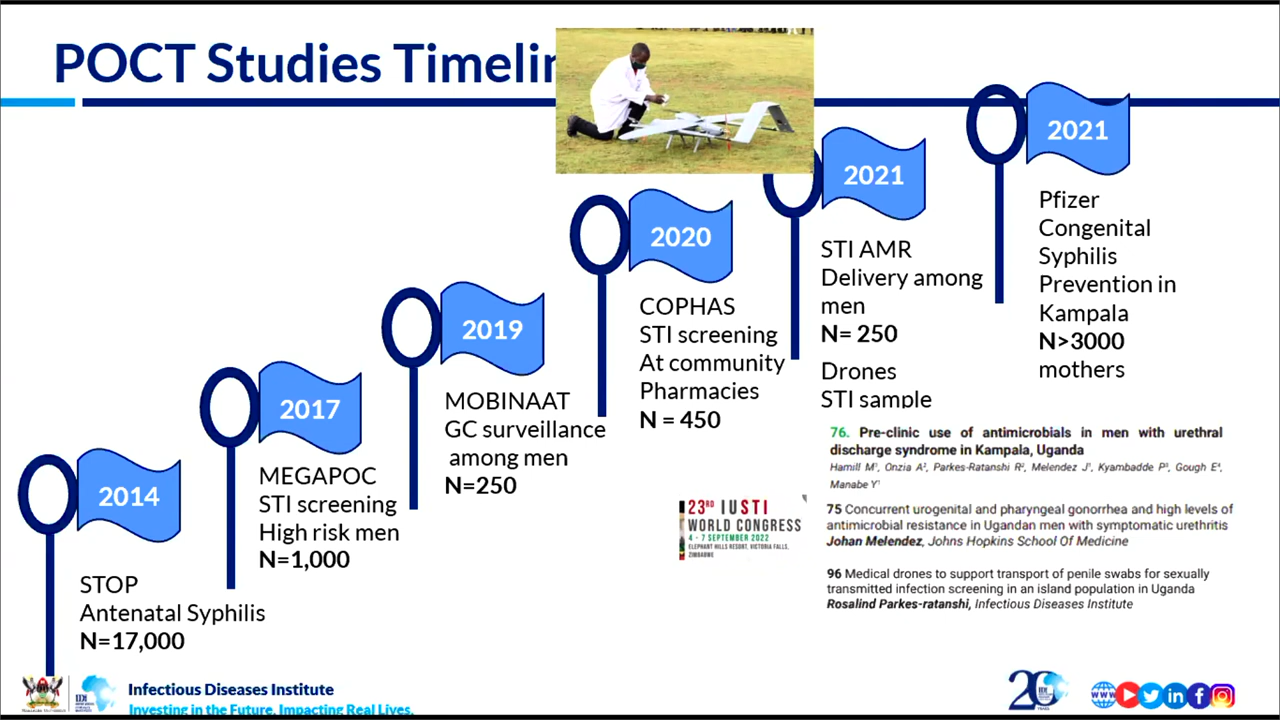 POCT Studies Timelin
2014
STOP
Antenatal Syphilis
N=17,000
2017
MEGAPOC
STI screening
High risk men
N=1,000
2019
MOBINAAT
GC surveillance
among men
N=250
2020
COPHAS
STI screening
At community
Pharmacies
N = 450
2021
STI AMR
Delivery among
men
N= 250
Drones
STI sample
2021
Pfizer
Congenital
Syphilis
Prevention in
Kampala
N>3000
mothers
23RD IUSTI
WORLD CONGRESS
4 - 7 SEPTEMBER 2022
ELEPHANT HILLS RESORT, VICTORIA FALLS,
ZIMBABWE
76. Pre-clinic use of antimicrobials in men with urethral
discharge syndrome in Kampala, Uganda
Hamill M¹, Onzia A², Parkes-Ratanshi R², Melendez J¹, Kyambadde P³, Gough E⁴,
Manabe Y¹
75 Concurrent urogenital and pharyngeal gonorrhea and high levels of
antimicrobial resistance in Ugandan men with symptomatic urethritis
Johan Melendez, Johns Hopkins School Of Medicine
96 Medical drones to support transport of penile swabs for sexually
transmitted infection screening in an island population in Uganda
Rosalind Parkes-ratanshi, Infectious Diseases Institute
Infectious Diseases Institute
Investing in the Future. Impacting Real Lives.
20